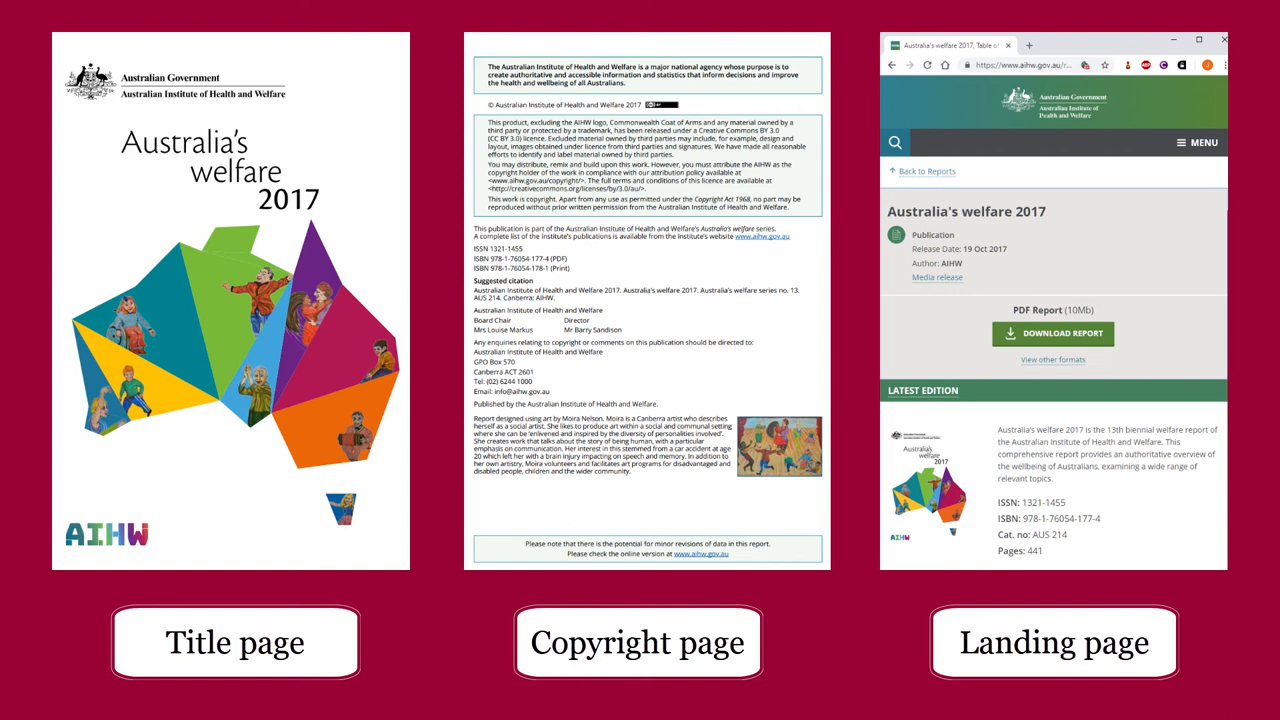 Australian Government
Australian Institute of Health and Welfare
Australia's
welfare
2017
AIHW
Title page
The Australian Institute of Health and Welfare is a major national agency whose purpose is to
create authoritative and accessible information and statistics that inform decisions and improve
the health and wellbeing of all Australians.
© Australian Institute of Health and Welfare 2017
This product, excluding the AIHW logo, Commonwealth Coat of Arms and any material owned by a
third party or protected by a trademark, has been released under a Creative Commons BY 3.0
(CC BY 3.0) licence. Excluded material owned by third parties may include, for example, design and
layout, images obtained under licence from third parties and signatures. We have made all reasonable
efforts to identify and label material owned by third parties.
You may distribute, remix and build upon this work. However, you must attribute the AIHW as the
copyright holder of the work in compliance with our attribution policy available at
<www.aihw.gov.au/copyright/>. The full terms and conditions of this licence are available at
<http://creativecommons.org/licenses/by/3.0/au/>.
This work is copyright. Apart from any use as permitted under the Copyright Act 1968, no part may be
reproduced without prior written permission from the Australian Institute of Health and Welfare.
This publication is part of the Australian Institute of Health and Welfare's Australia's welfare series.
A complete list of the Institute's publications is available from the Institute's website www.aihw.gov.au
ISSN 1321-1455
ISBN 978-1-76054-177-4 (PDF)
ISBN 978-1-76054-178-1 (Print)
Suggested citation
Australian Institute of Health and Welfare 2017. Australia's welfare 2017. Australia's welfare series no. 13.
AUS 214. Canberra: AIHW.
Australian Institute of Health and Welfare
Board Chair Director
Mrs Louise Markus Mr Barry Sandison
Any enquiries relating to copyright or comments on this publication should be directed to:
Australian Institute of Health and Welfare
GPO Box 570
Canberra ACT 2601
Tel: (02) 6244 1000
Email: info@aihw.gov.au
Published by the Australian Institute of Health and Welfare.
Report designed using art by Moira Nelson. Moira is a Canberra artist who describes
herself as a social artist. She likes to produce art within a social and communal setting
where she can be 'enlivened and inspired by the diversity of personalities involved'.
She creates work that talks about the story of being human, with a particular
emphasis on communication. Her interest in this stemmed from a car accident at age
20 which left her with a brain injury impacting on speech and memory. In addition to
her own artistry, Moira volunteers and facilitates art programs for disadvantaged and
disabled people, children and the wider community.
Please note that there is the potential for minor revisions of data in this report.
Please check the online version at www.aihw.gov.au
Copyright page
Australia's welfare 2017, Table of
https://www.aihw.gov.au/r...
Australian Government
Australian Institute of
Health and Welfare
MENU
Back to Reports
Australia's welfare 2017
Publication
Release Date: 19 Oct 2017
Author: AIHW
Media release
PDF Report (10Mb)
DOWNLOAD REPORT
View other formats
LATEST EDITION
Australia's
welfare
2017
AIHW
Australia's welfare 2017 is the 13th biennial welfare report of
the Australian Institute of Health and Welfare. This
comprehensive report provides an authoritative overview of
the wellbeing of Australians, examining a wide range of
relevant topics.
ISSN: 1321-1455
ISBN: 978-1-76054-177-4
Cat. no: AUS 214
Pages: 441
Landing page